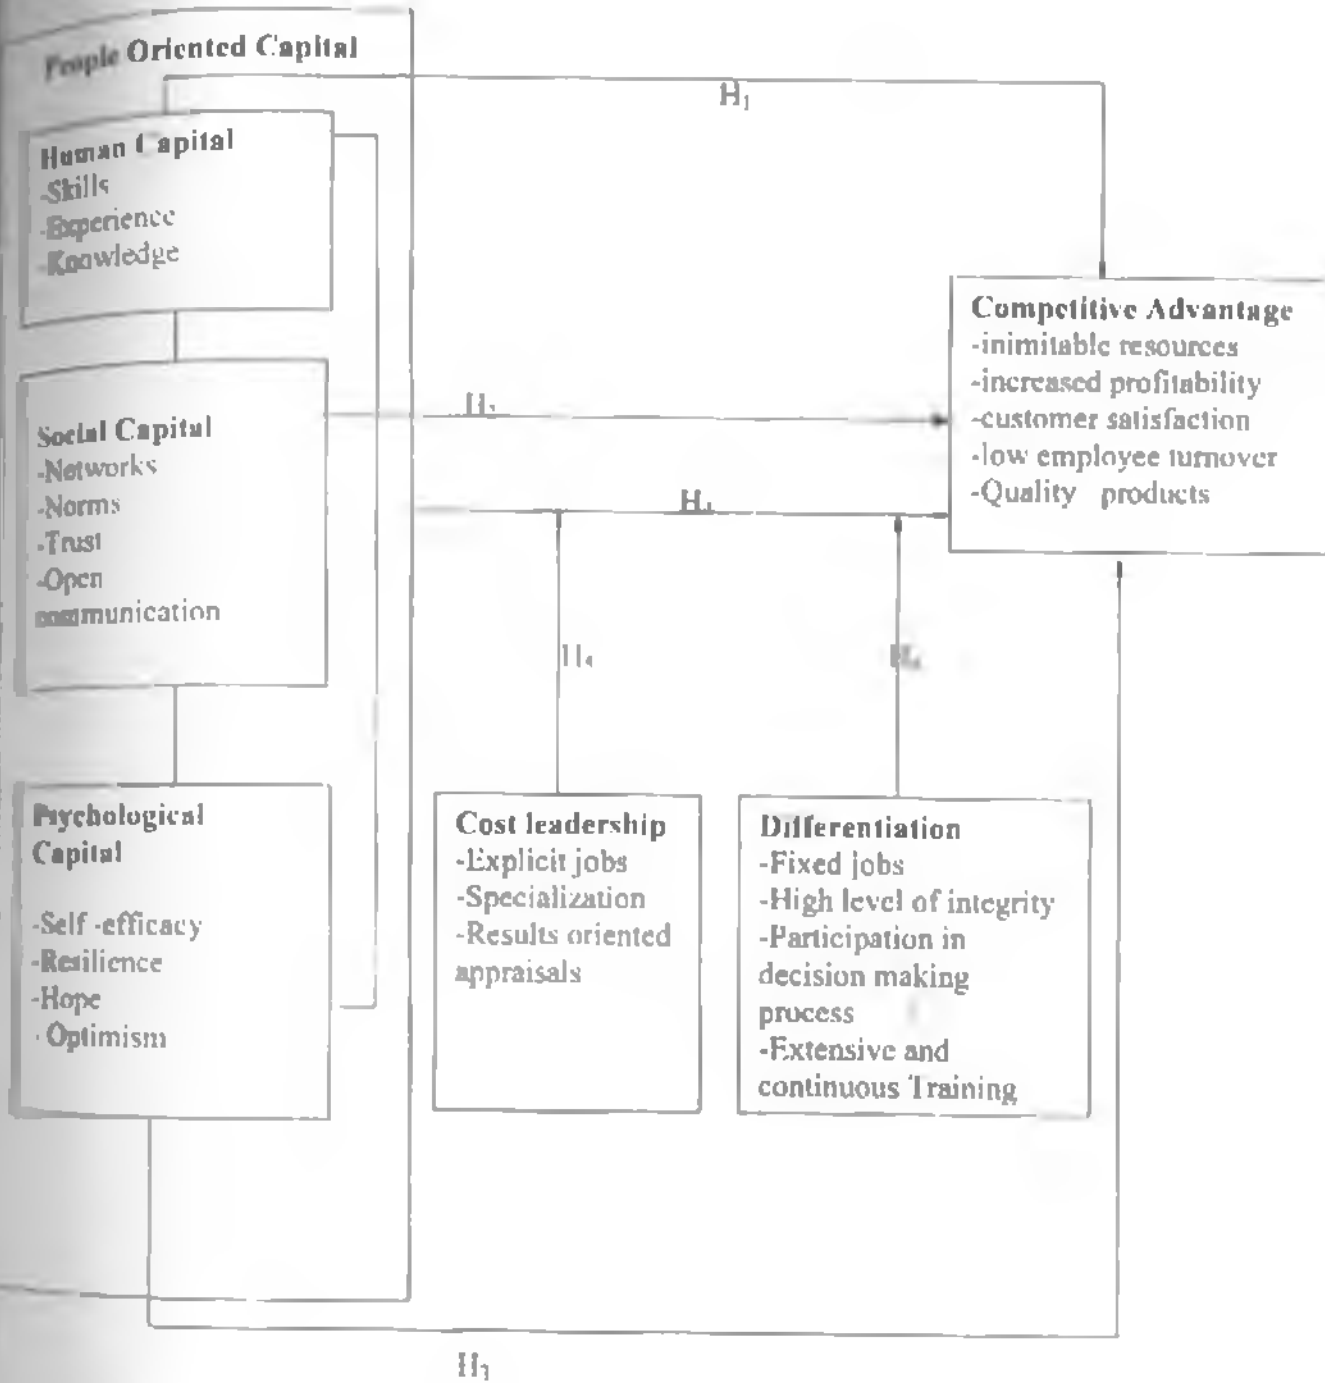 People Oriented Capital
H₁
Human Capital
-Skills
-Experience
-Knowledge
Competitive Advantage
-inimitable resources
-increased profitability
-customer satisfaction
-low employee turnover
-Quality products
Social Capital
-Networks
-Norms
-Trust
-Open
communication
Psychological
Capital
-Self -efficacy
-Resilience
-Hope
- Optimism
Cost leadership
-Explicit jobs
-Specialization
-Results oriented
appraisals
Differentiation
-Fixed jobs
-High level of integrity
-Participation in
decision making
process
-Extensive and
continuous Training
H₃